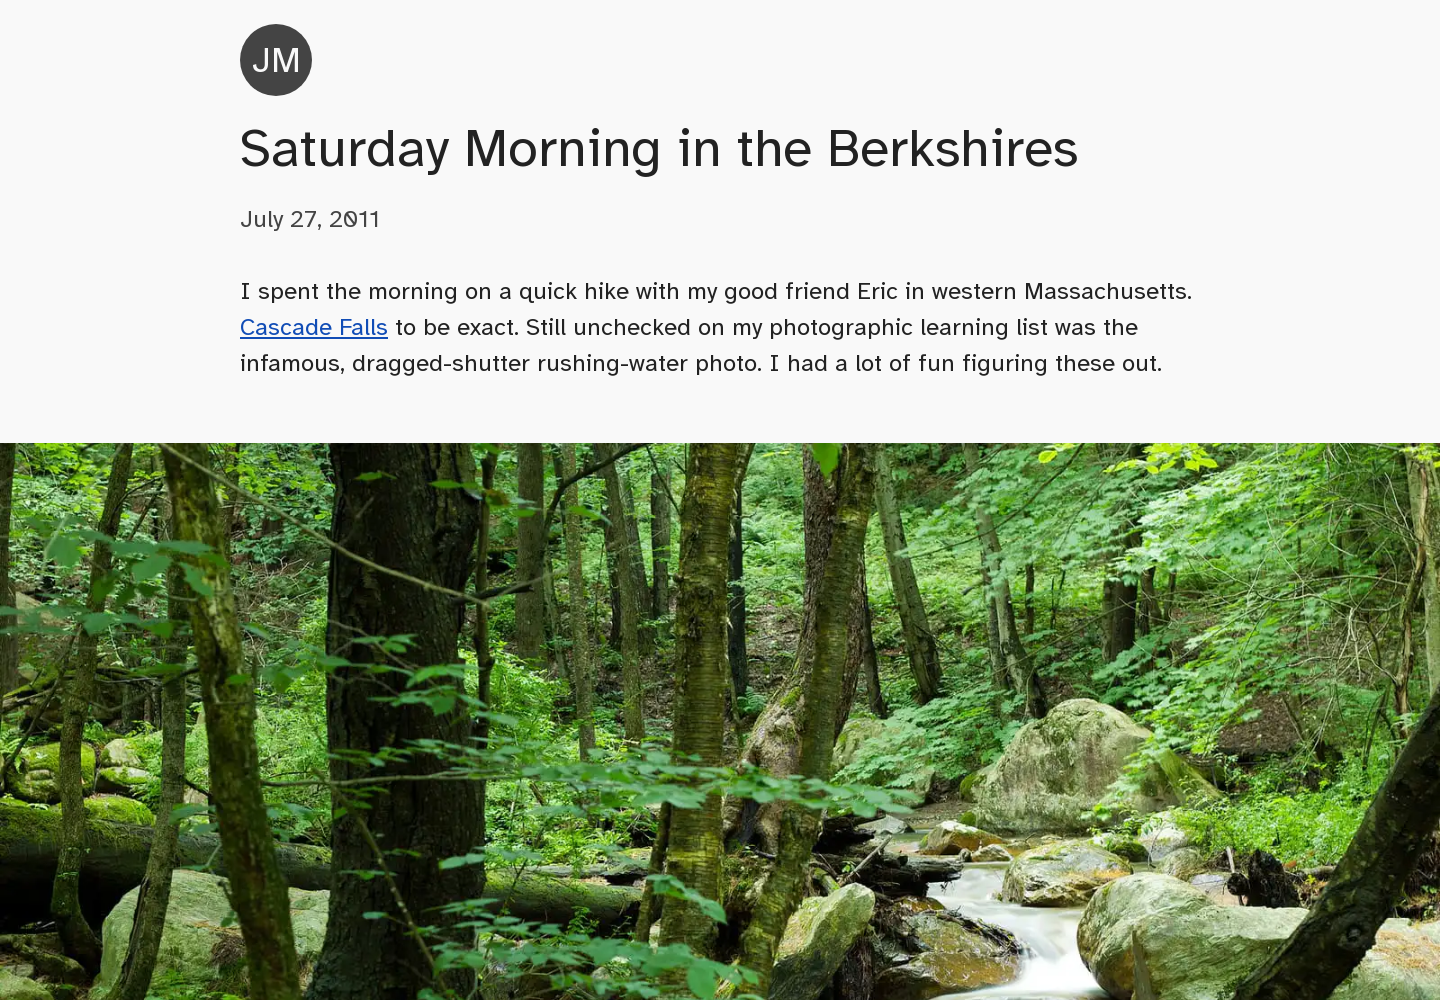 JM
Saturday Morning in the Berkshires
July 27, 2011
I spent the morning on a quick hike with my good friend Eric in western Massachusetts.
Cascade Falls to be exact. Still unchecked on my photographic learning list was the
infamous, dragged-shutter rushing-water photo. I had a lot of fun figuring these out.